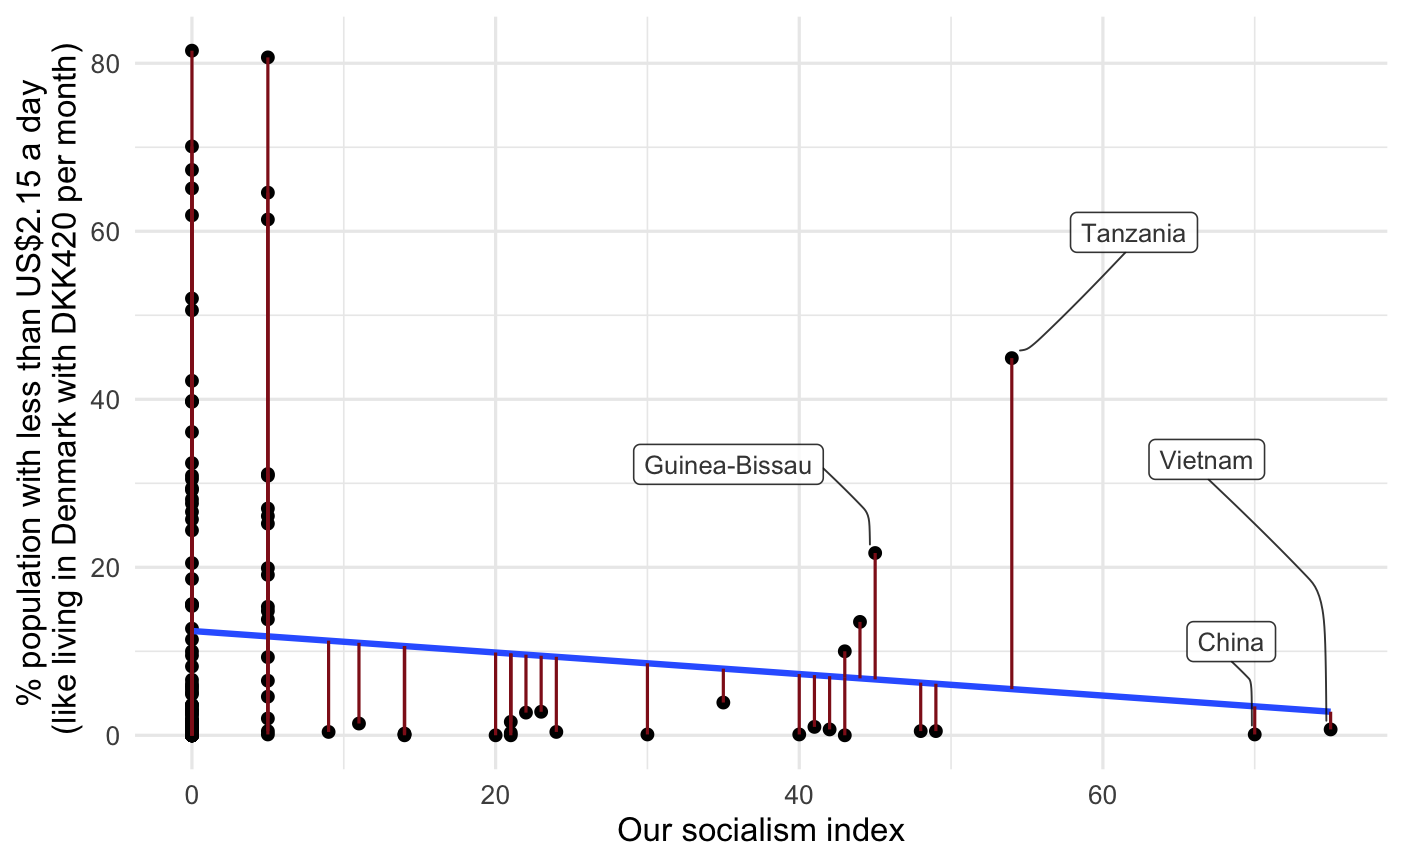 % population with less than US$2.15 a day
(like living in Denmark with DKK420 per month)
80
60
40
20
0
Tanzania
Guinea-Bissau
Vietnam
China
0
20
40
60
Our socialism index